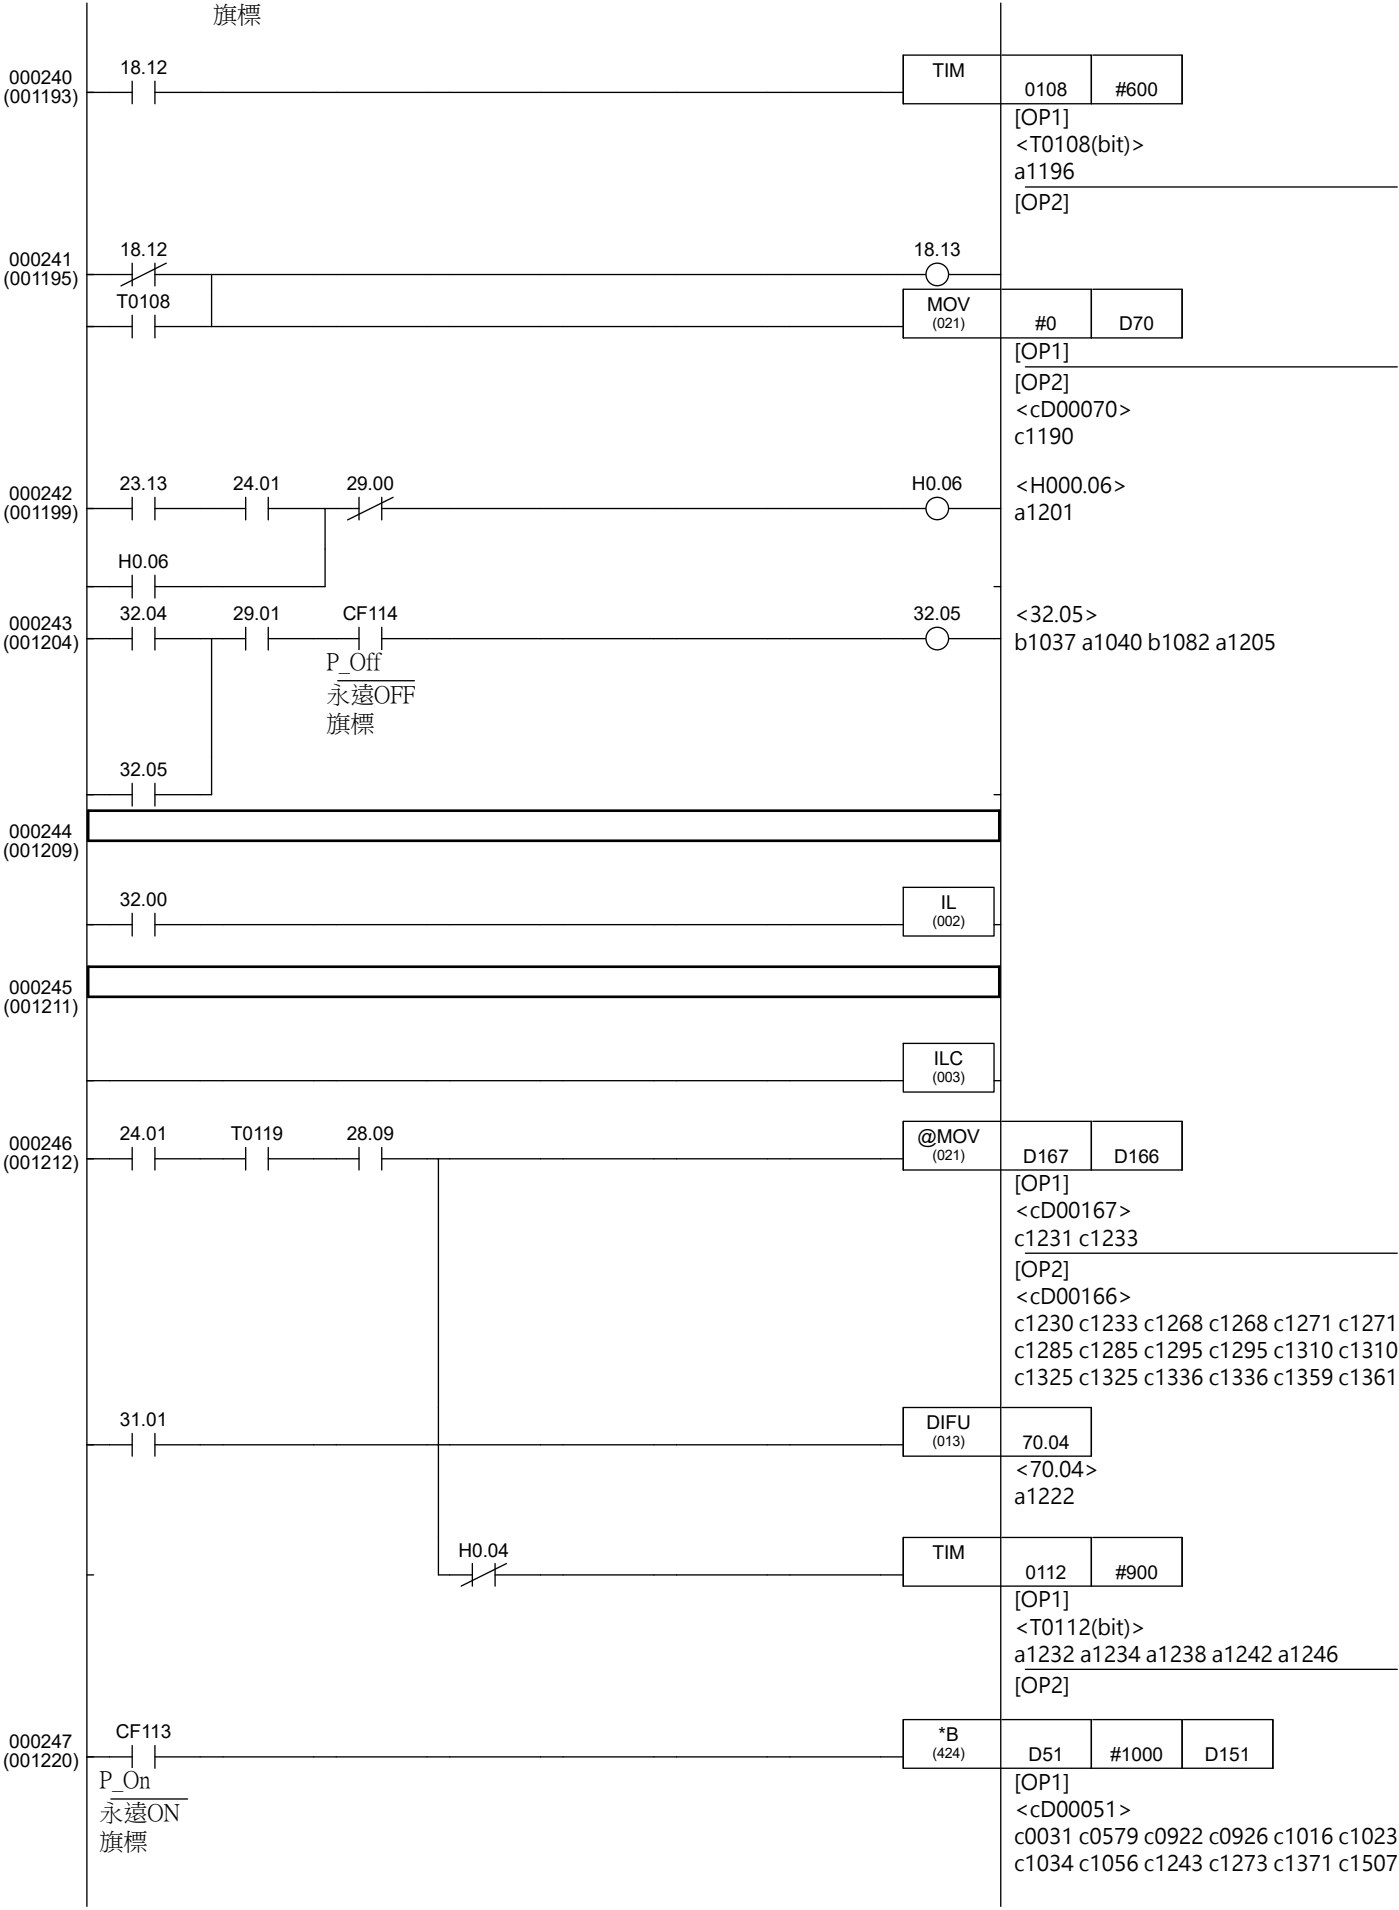 旗標
000240
(001193)
18.12
TIM
0108
#600
[OP1]
<T0108(bit)>
a1196
[OP2]
000241
(001195)
18.12
18.13
T0108
MOV
(021)
#0
D70
[OP1]
[OP2]
<cD00070>
c1190
000242
(001199)
23.13
24.01
29.00
H0.06
<H000.06>
a1201
H0.06
000243
(001204)
32.04
29.01
CF114
P_Off
永遠OFF
旗標
32.05
<32.05>
b1037 a1040 b1082 a1205
32.05
000244
(001209)
32.00
IL
(002)
000245
(001211)
ILC
(003)
000246
(001212)
24.01
T0119
28.09
@MOV
(021)
D167
D166
[OP1]
<cD00167>
c1231 c1233
[OP2]
<cD00166>
c1230 c1233 c1268 c1268 c1271 c1271
c1285 c1285 c1295 c1295 c1310 c1310
c1325 c1325 c1336 c1336 c1359 c1361
31.01
DIFU
(013)
70.04
<70.04>
a1222
H0.04
TIM
0112
#900
[OP1]
<T0112(bit)>
a1232 a1234 a1238 a1242 a1246
[OP2]
000247
(001220)
CF113
P_On
永遠ON
旗標
*B
(424)
D51
#1000
D151
[OP1]
<cD00051>
c0031 c0579 c0922 c0926 c1016 c1023
c1034 c1056 c1243 c1273 c1371 c1507